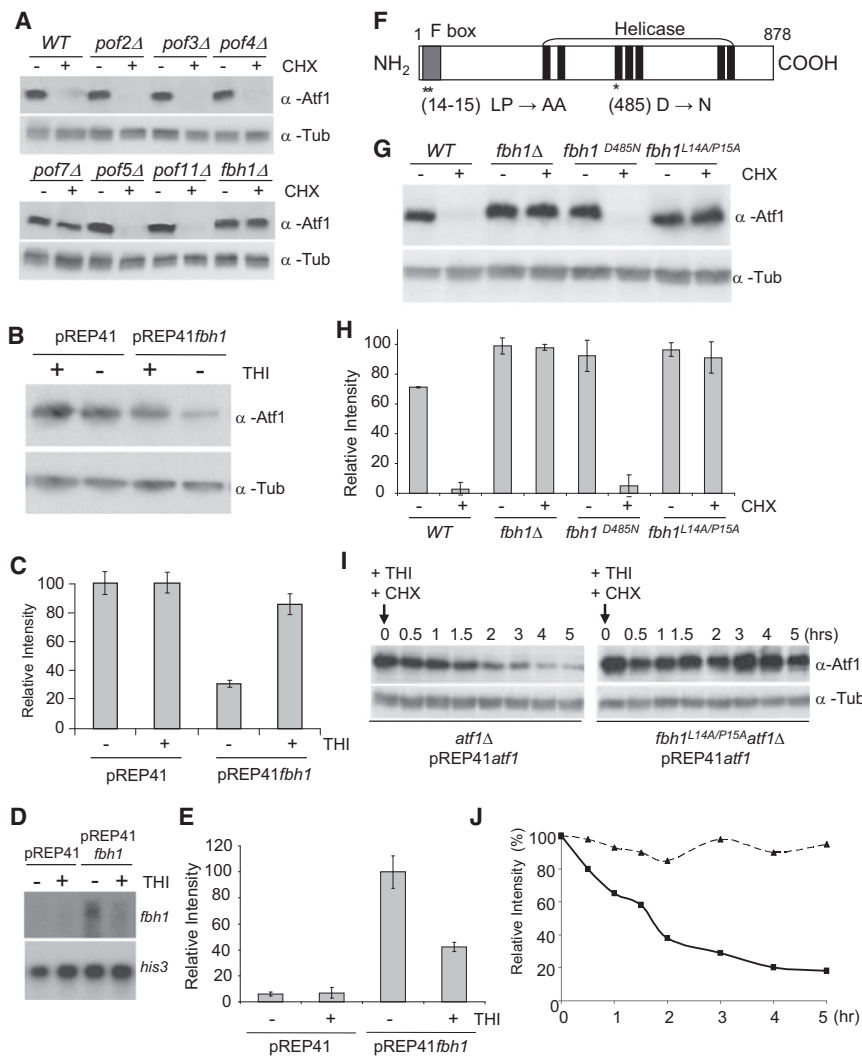 A
WT pof2Δ pof3Δ pof4Δ
- + - + - + - + CHX
α -Atf1
α -Tub
pof7Δ pof5Δ pof11Δ fbh1Δ
- + - + - + - + CHX
α -Atf1
α -Tub
B
pREP41 pREP41fbh1
+ - + - THI
α -Atf1
α -Tub
C
Relative Intensity
100
80
60
40
20
0
- + - + THI
pREP41 pREP41fbh1
D
pREP41 pREP41
fbh1
- + - + THI
fbh1
his3
E
Relative Intensity
120
100
80
60
40
20
0
- + - + THI
pREP41 pREP41fbh1
F
1 F box Helicase 878
NH2 COOH
** *
(14-15) LP → AA (485) D → N
G
WT fbh1Δ fbh1 D485N fbh1L14A/P15A
- + - + - + - + CHX
α -Atf1
α -Tub
H
Relative Intensity
100
80
60
40
20
0
- + - + - + - + CHX
WT fbh1Δ fbh1 D485N fbh1L14A/P15A
I
+ THI + THI
+ CHX + CHX
0 0.5 1 1.5 2 3 4 5 0 0.5 1 1.5 2 3 4 5 (hrs)
α-Atf1
α -Tub
atf1Δ fbh1L14A/P15Aatf1Δ
pREP41atf1 pREP41atf1
J
Relative Intensity (%)
100
80
60
40
20
0 1 2 3 4 5 (hr)